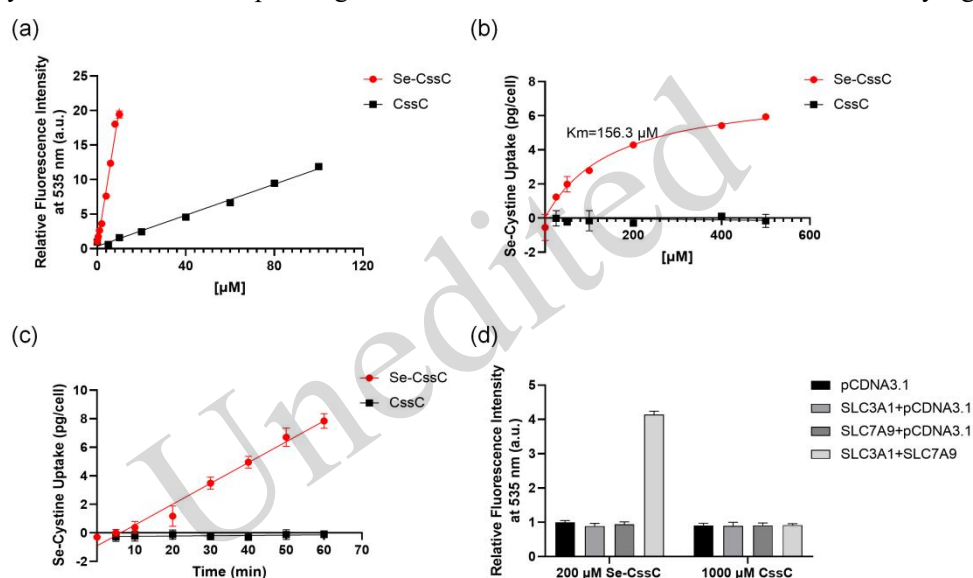 (a)
Relative Fluorescence Intensity
at 535 nm (a.u.)
25
20
15
10
5
0
0 40 80 120
[µM]
Se-CssC
CssC
(b)
Se-Cystine Uptake (pg/cell)
8
6
4
2
0
-2
Km=156.3 µM
200 400 600
[µM]
Se-CssC
CssC
(c)
Se-Cystine Uptake (pg/cell)
10
8
6
4
2
0
-2
10 20 30 40 50 60 70
Time (min)
Se-CssC
CssC
(d)
Relative Fluorescence Intensity
at 535 nm (a.u.)
5
4
3
2
1
0
200 µM Se-CssC 1000 µM CssC
pCDNA3.1
SLC3A1+pCDNA3.1
SLC7A9+pCDNA3.1
SLC3A1+SLC7A9
Unedited